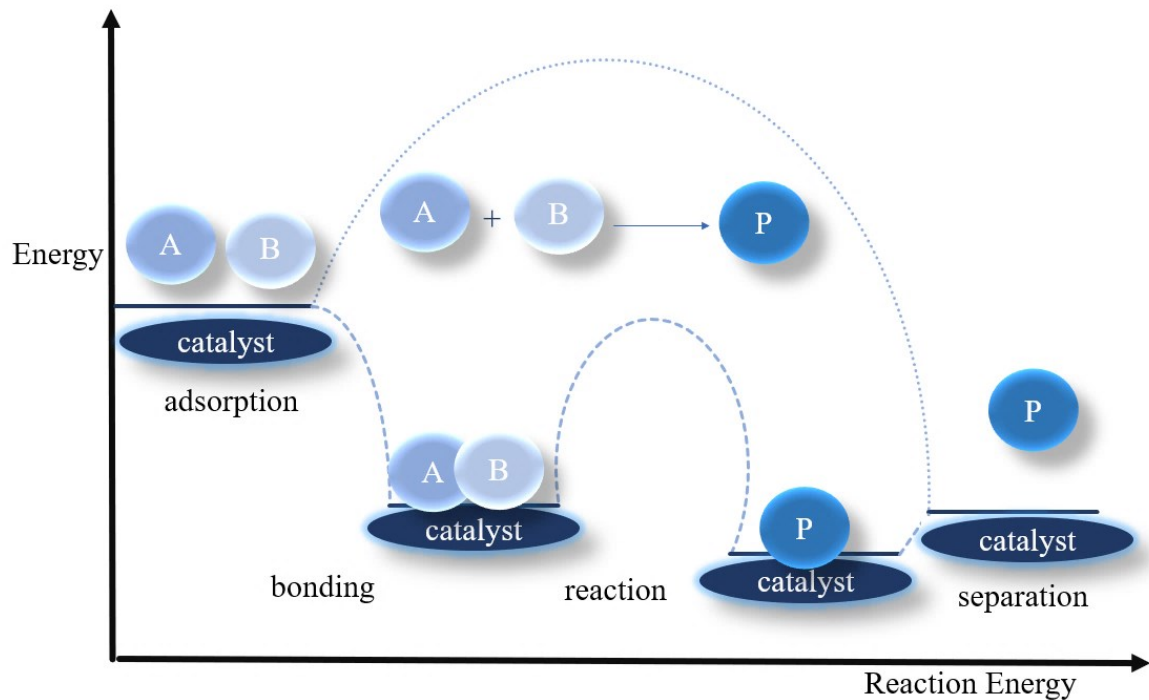 A + B P
Energy
A B
catalyst
adsorption
P
A B
catalyst
P
catalyst
catalyst
bonding
reaction
separation
Reaction Energy